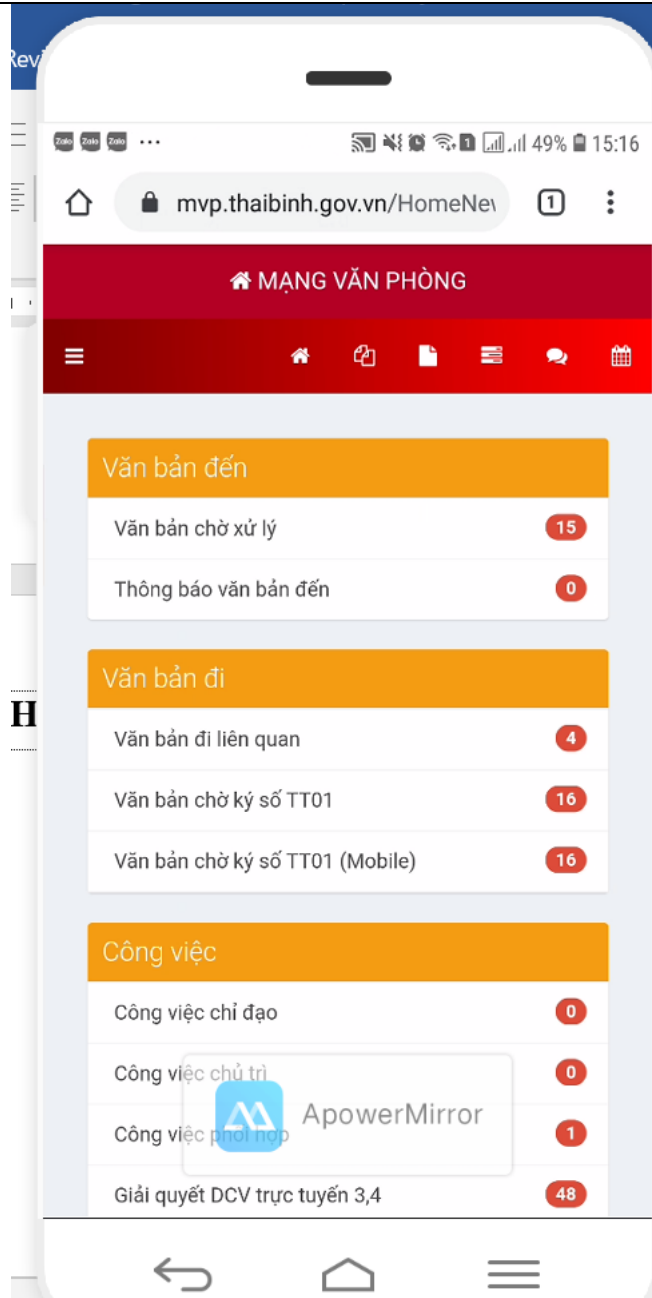 Rev
Zalo Zalo Zalo ... 1 49% 15:16
mvp.thaibinh.gov.vn/HomeNev 1
MẠNG VĂN PHÒNG
Văn bản đến
Văn bản chờ xử lý 15
Thông báo văn bản đến 0
Văn bản đi
H
Văn bản đi liên quan 4
Văn bản chờ ký số TT01 16
Văn bản chờ ký số TT01 (Mobile) 16
Công việc
Công việc chỉ đạo 0
Công việc chủ trì 0
ApowerMirror
Công việc phối hợp 1
Giải quyết DCV trực tuyến 3,4 48